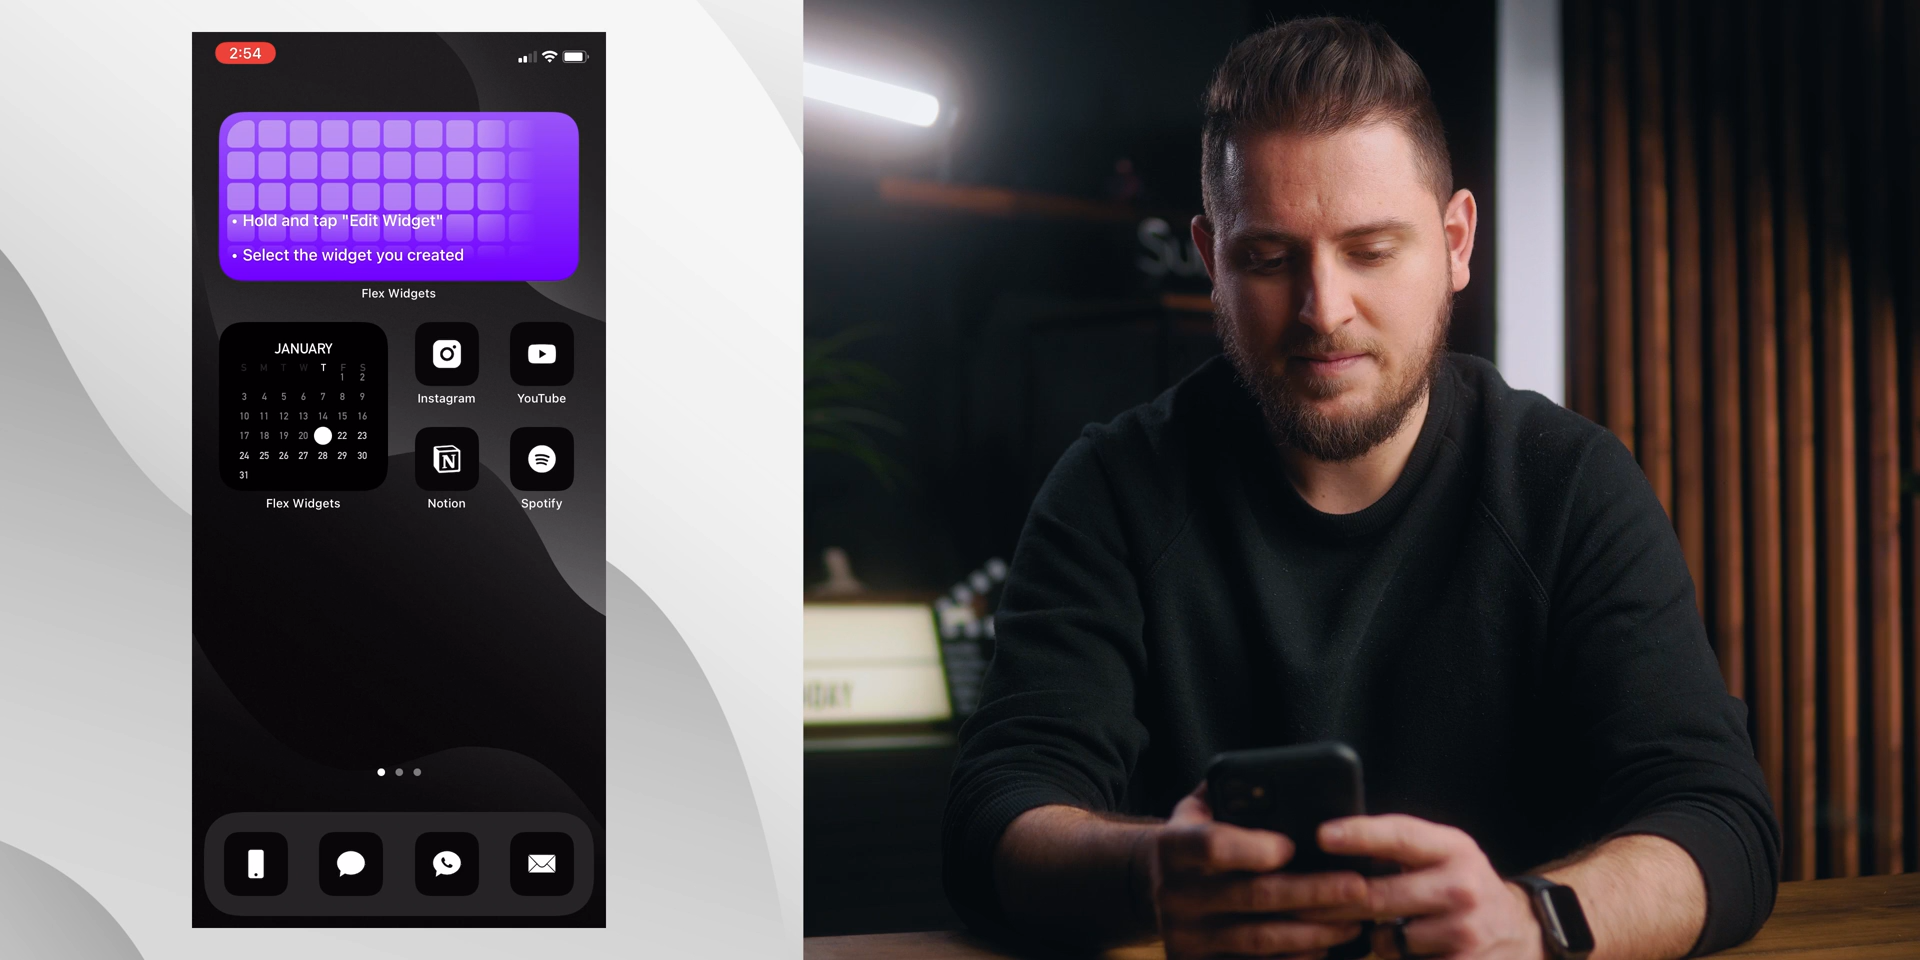 2:54
• Hold and tap "Edit Widget"
• Select the widget you created
Flex Widgets
JANUARY
S M T W T F S
1 2
3 4 5 6 7 8 9
10 11 12 13 14 15 16
17 18 19 20 22 23
24 25 26 27 28 29 30
31
Flex Widgets
Instagram
YouTube
N
Notion
Spotify
Su